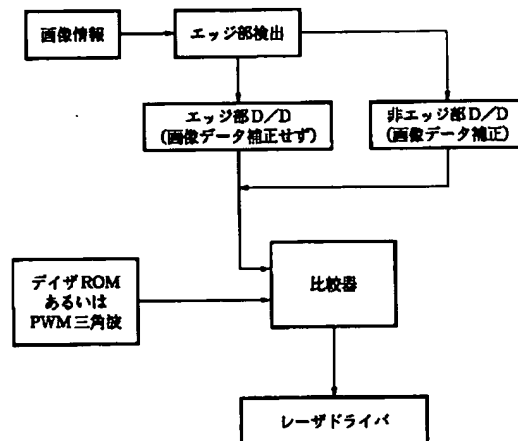 画像情報
エッジ部検出
エッジ部D/D
(画像データ補正せず)
非エッジ部D/D
(画像データ補正)
デイザROM
あるいは
PWM三角波
比較器
レーザドライバ